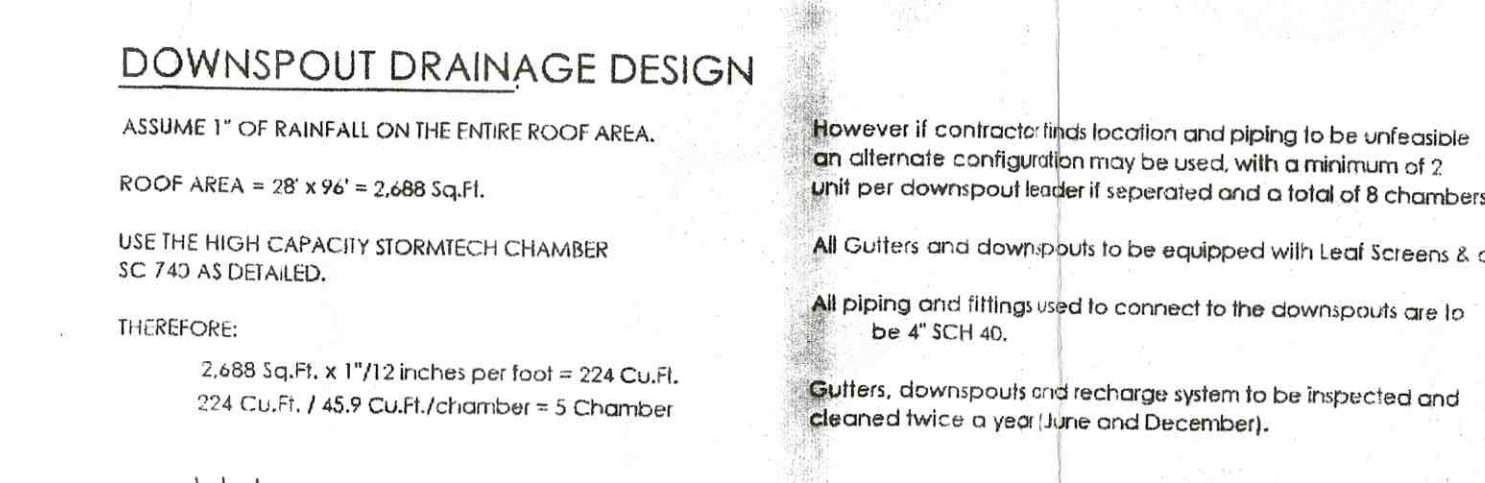 DOWNSPOUT DRAINAGE DESIGN
ASSUME 1" OF RAINFALL ON THE ENTIRE ROOF AREA.
ROOF AREA = 28' x 96' = 2,688 Sq.Ft.
USE THE HIGH CAPACITY STORMTECH CHAMBER
SC 740 AS DETAILED.
THEREFORE:
2,688 Sq.Ft. x 1"/12 inches per foot = 224 Cu.Ft.
224 Cu.Ft. / 45.9 Cu.Ft./chamber = 5 Chamber
However if contractor finds location and piping to be unfeasible
an alternate configuration may be used, with a minimum of 2
unit per downspout leader if seperated and a total of 8 chambers
All Gutters and downspouts to be equipped with Leaf Screens &
All piping and fittings used to connect to the downspouts are to
be 4" SCH 40.
Gutters, downspouts and recharge system to be inspected and
cleaned twice a year (June and December).